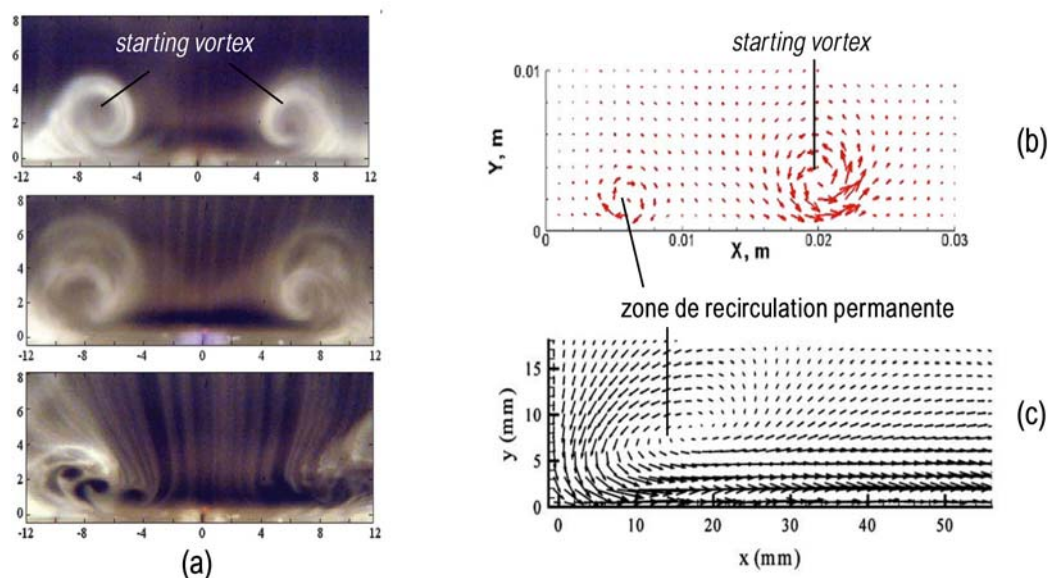 starting vortex
8
6
4
2
0
-12 -8 -4 0 4 8 12
8
6
4
2
0
-12 -8 -4 0 4 8 12
8
6
4
2
0
-12 -8 -4 0 4 8 12
(a)
starting vortex
0.01
Y, m
0
0 0.01 0.02 0.03
X, m
(b)
zone de recirculation permanente
15
10
5
0
y (mm)
0 10 20 30 40 50
x (mm)
(c)